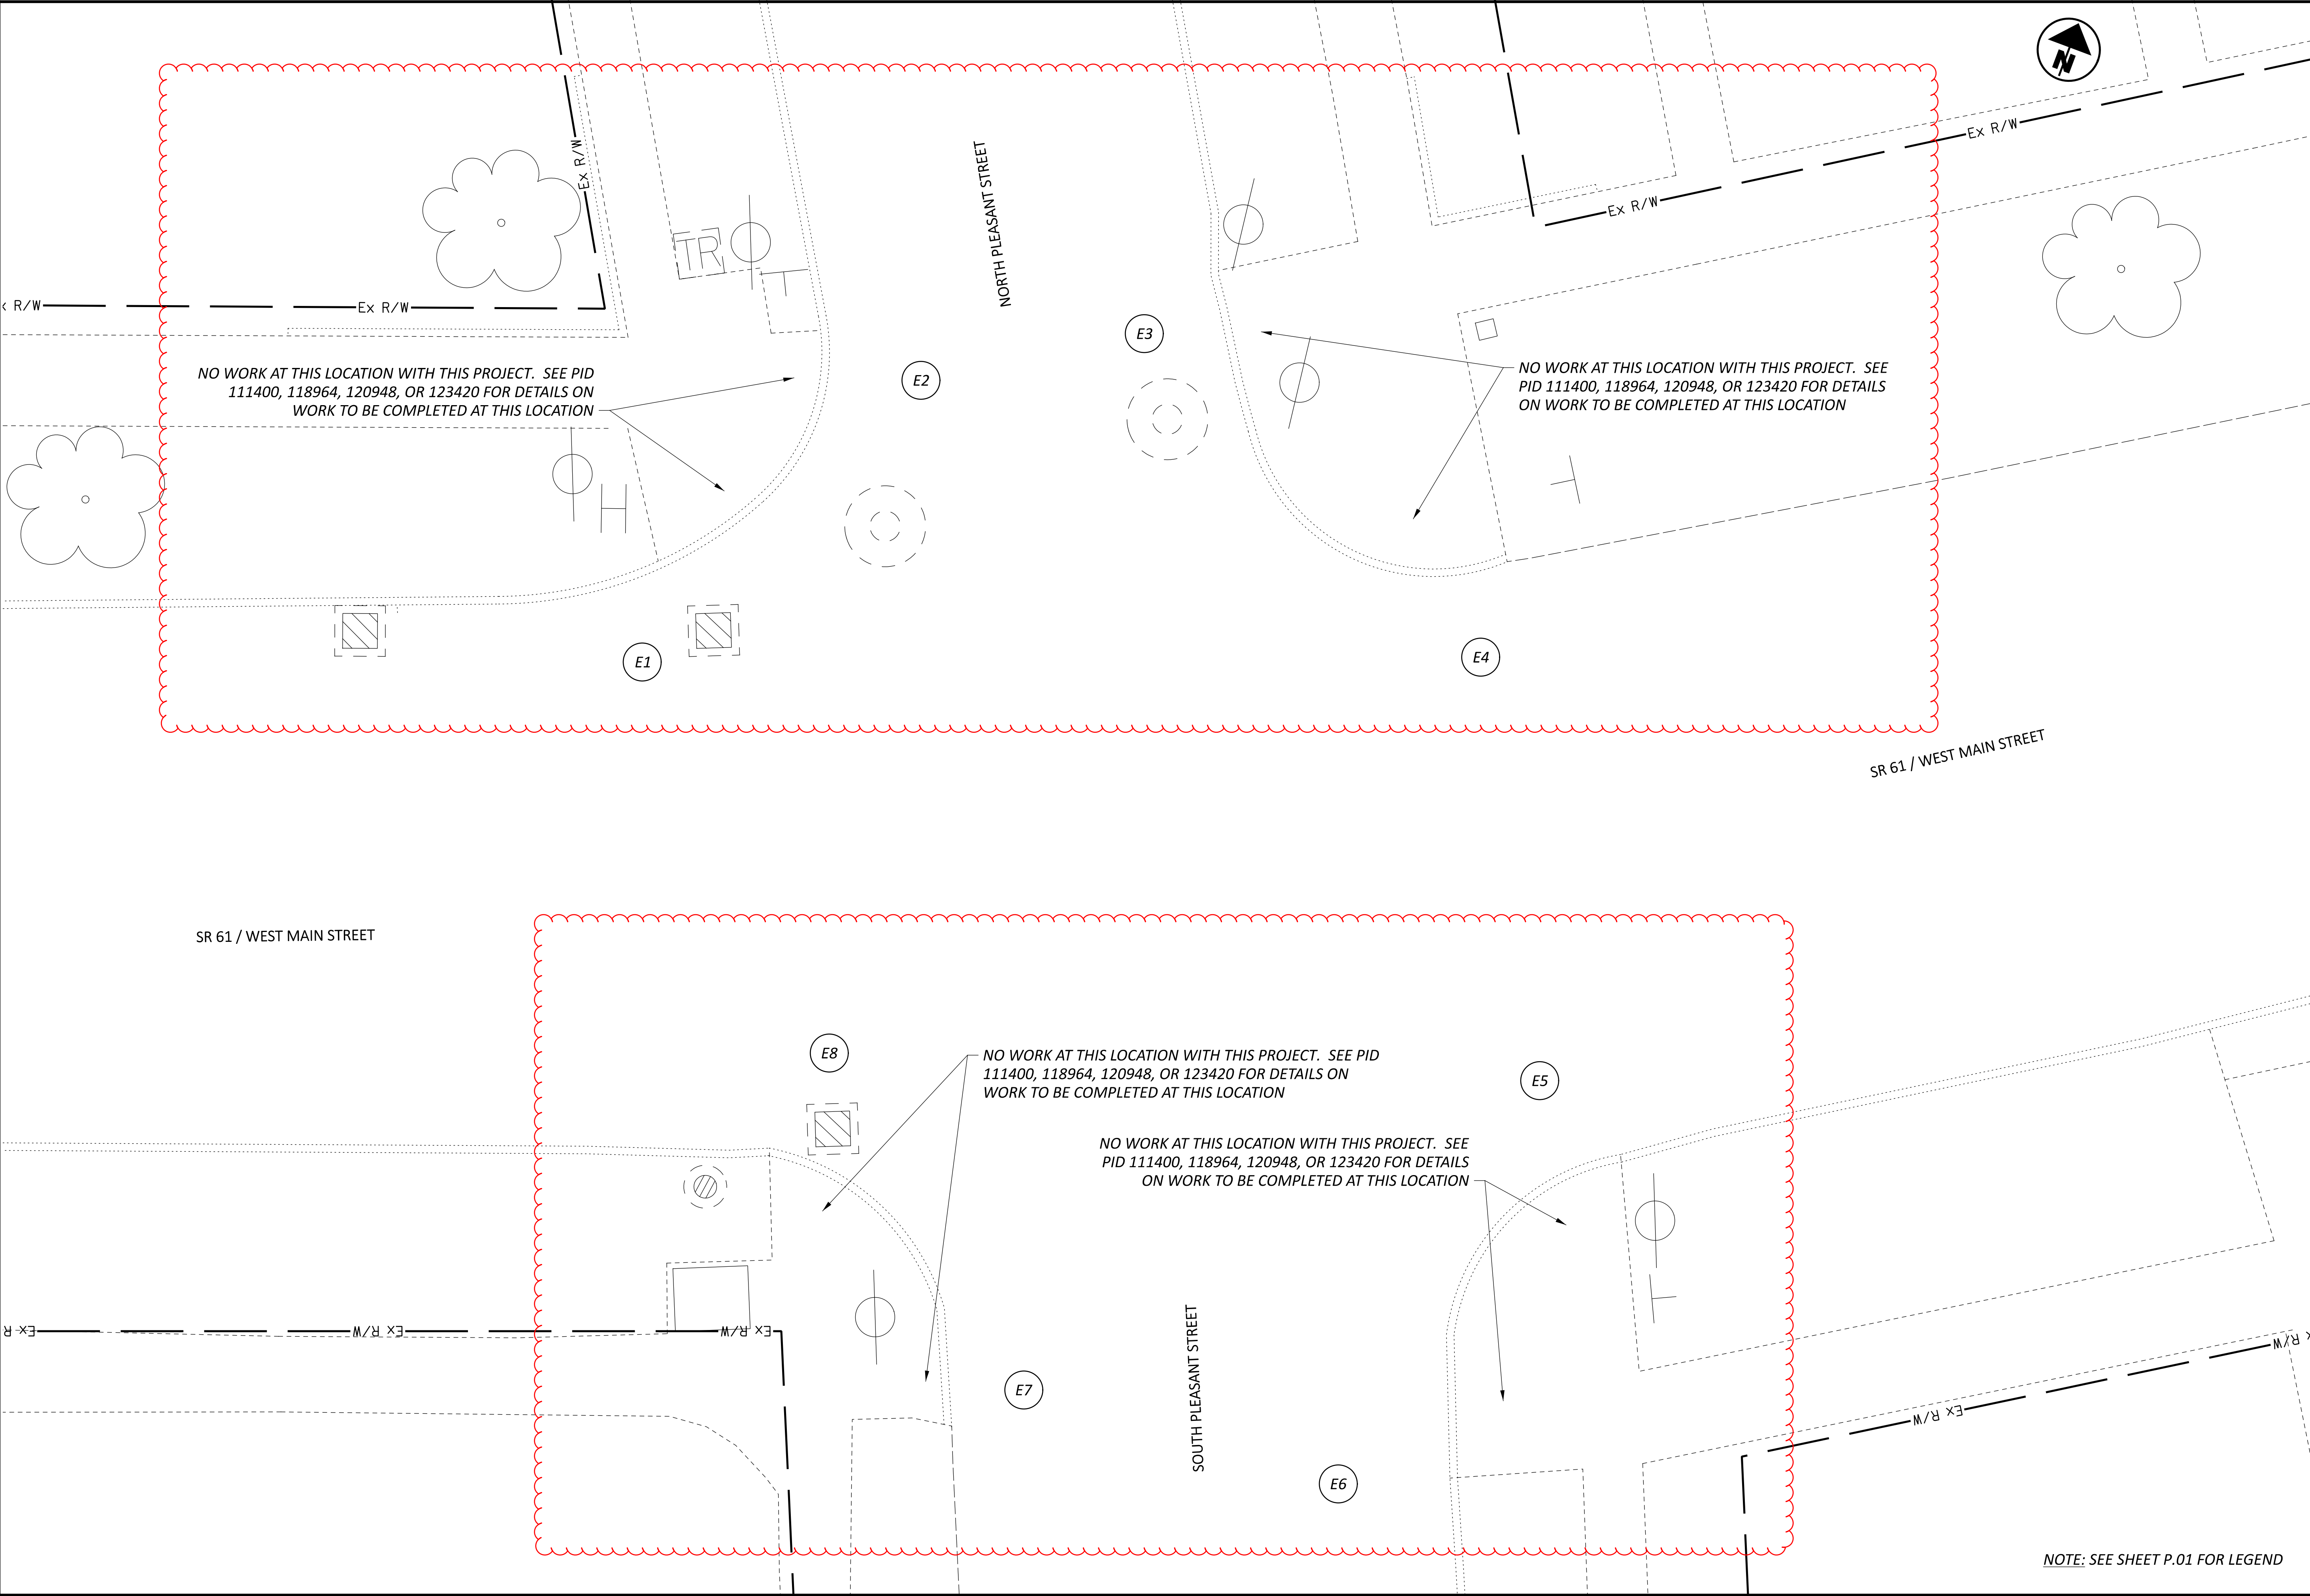 N
Ex R/W
Ex R/W
Ex R/W
Ex R/W
x R/W
TR
NORTH PLEASANT STREET
E3
E2
NO WORK AT THIS LOCATION WITH THIS PROJECT.  SEE PID
111400, 118964, 120948, OR 123420 FOR DETAILS ON
WORK TO BE COMPLETED AT THIS LOCATION
NO WORK AT THIS LOCATION WITH THIS PROJECT.  SEE
PID 111400, 118964, 120948, OR 123420 FOR DETAILS
ON WORK TO BE COMPLETED AT THIS LOCATION
H
E1
E4
SR 61 / WEST MAIN STREET
SR 61 / WEST MAIN STREET
E8
NO WORK AT THIS LOCATION WITH THIS PROJECT.  SEE PID
111400, 118964, 120948, OR 123420 FOR DETAILS ON
WORK TO BE COMPLETED AT THIS LOCATION
E5
NO WORK AT THIS LOCATION WITH THIS PROJECT.  SEE
PID 111400, 118964, 120948, OR 123420 FOR DETAILS
ON WORK TO BE COMPLETED AT THIS LOCATION
Ex R
Ex R/W
Ex R/W
x R/W
Ex R/W
E7
SOUTH PLEASANT STREET
E6
NOTE: SEE SHEET P.01 FOR LEGEND